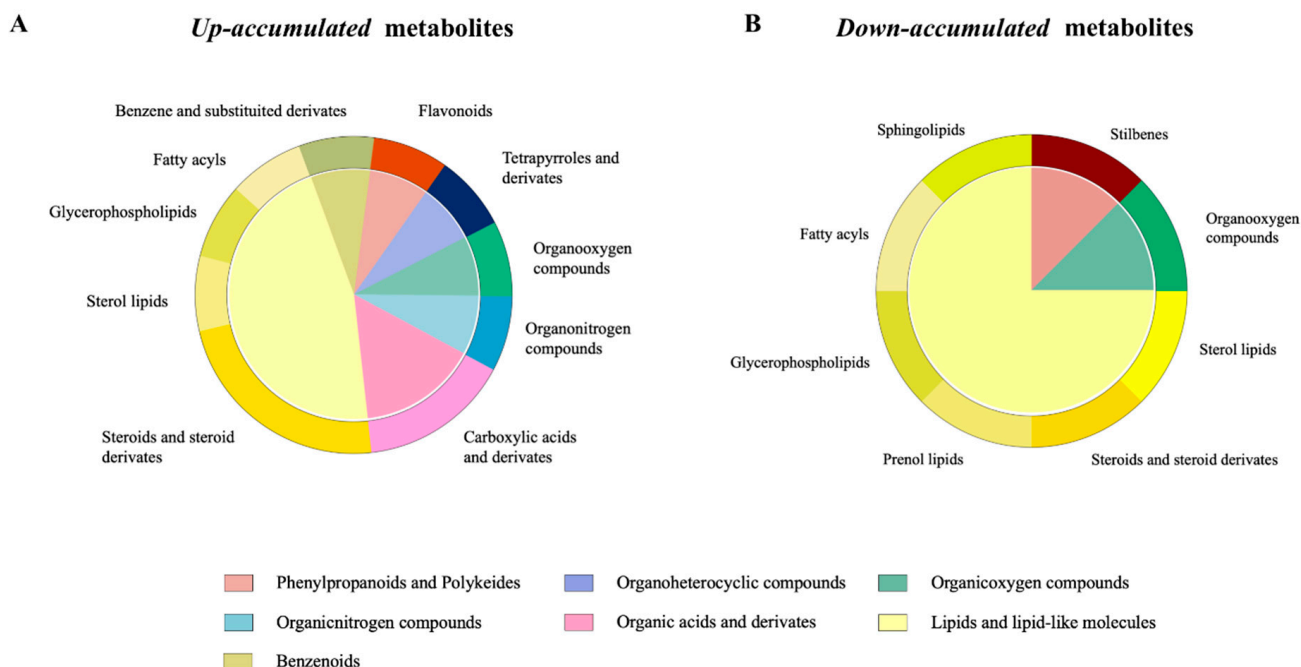 A
Up-accumulated metabolites
B
Down-accumulated metabolites
Benzene and substituited derivates
Flavonoids
Fatty acyls
Tetrapyrroles and
derivates
Glycerophospholipids
Organooxygen
compounds
Sterol lipids
Organonitrogen
compounds
Steroids and steroid
derivates
Carboxylic acids
and derivates
Sphingolipids
Stilbenes
Fatty acyls
Organooxygen
compounds
Glycerophospholipids
Sterol lipids
Prenol lipids
Steroids and steroid derivates
Phenylpropanoids and Polykeides
Organoheterocyclic compounds
Organicoxygen compounds
Organicnitrogen compounds
Organic acids and derivates
Lipids and lipid-like molecules
Benzenoids